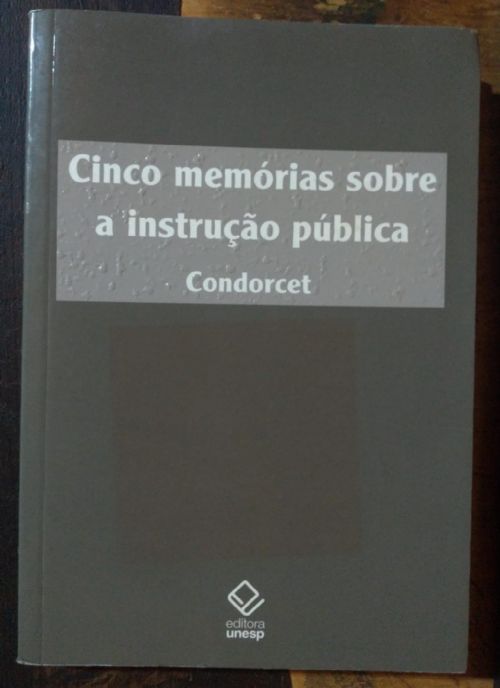 Cinco memórias sobre
a instrução pública
Condorcet
editora
unesp